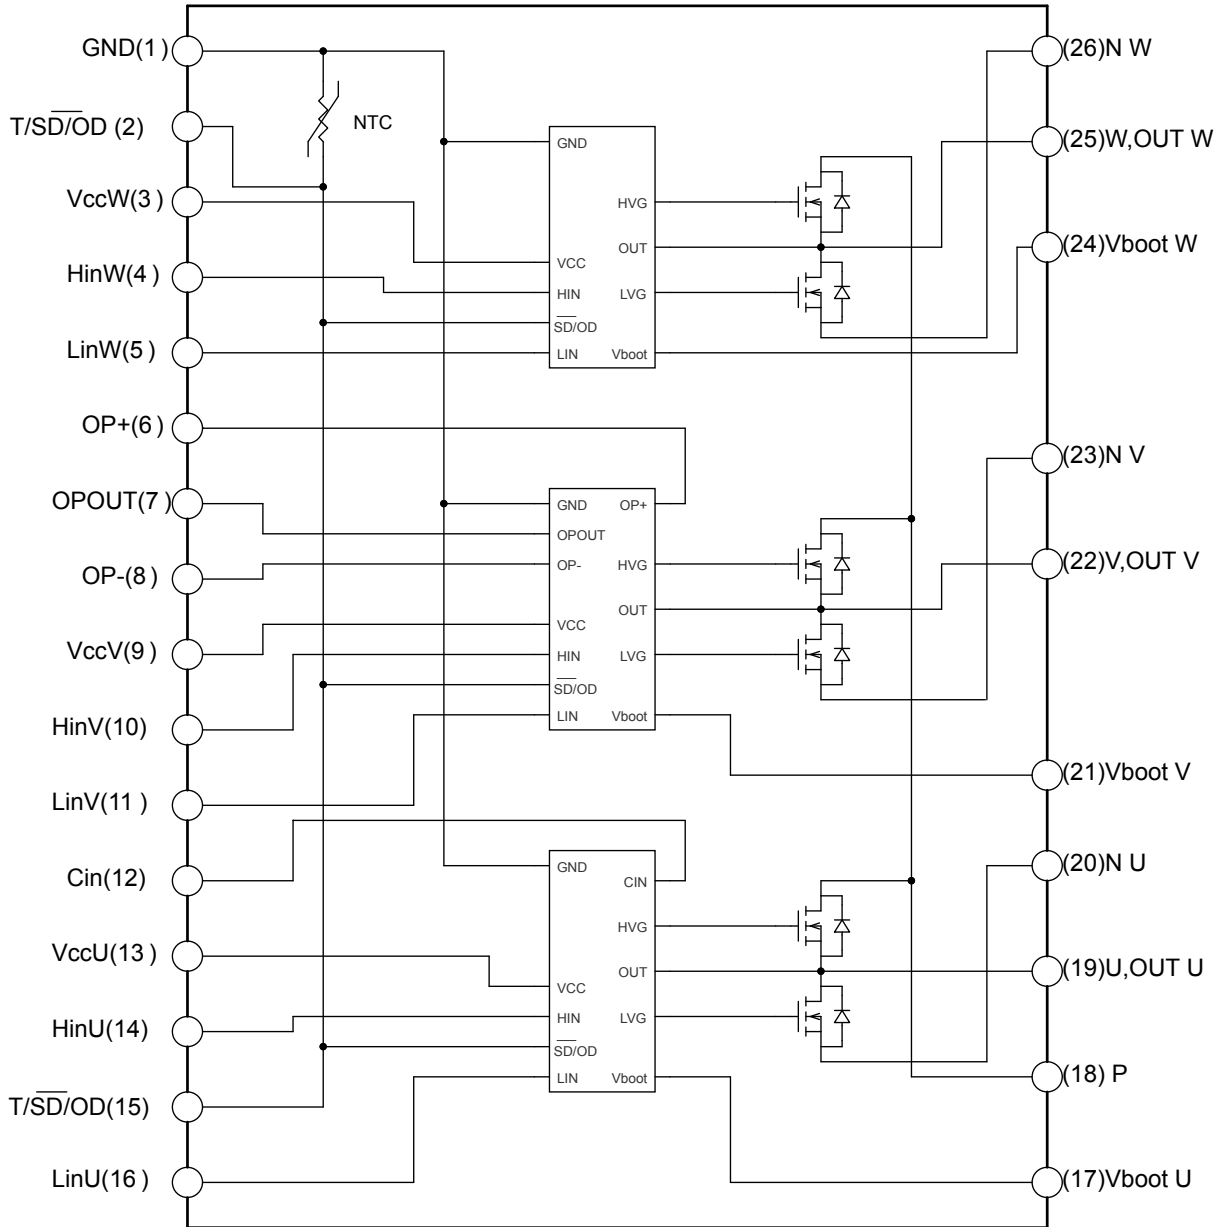 GND(1)
T/SD/OD (2)
VccW(3)
HinW(4)
LinW(5)
OP+(6)
OPOUT(7)
OP-(8)
VccV(9)
HinV(10)
LinV(11)
Cin(12)
VccU(13)
HinU(14)
T/SD/OD(15)
LinU(16)
NTC
GND
HVG
OUT
VCC
HIN
LVG
SD/OD
LIN
Vboot
GND
OP+
OPOUT
OP-
HVG
OUT
VCC
HIN
LVG
SD/OD
LIN
Vboot
GND
CIN
HVG
OUT
VCC
HIN
LVG
SD/OD
LIN
Vboot
(26)N W
(25)W,OUT W
(24)Vboot W
(23)N V
(22)V,OUT V
(21)Vboot V
(20)N U
(19)U,OUT U
(18) P
(17)Vboot U